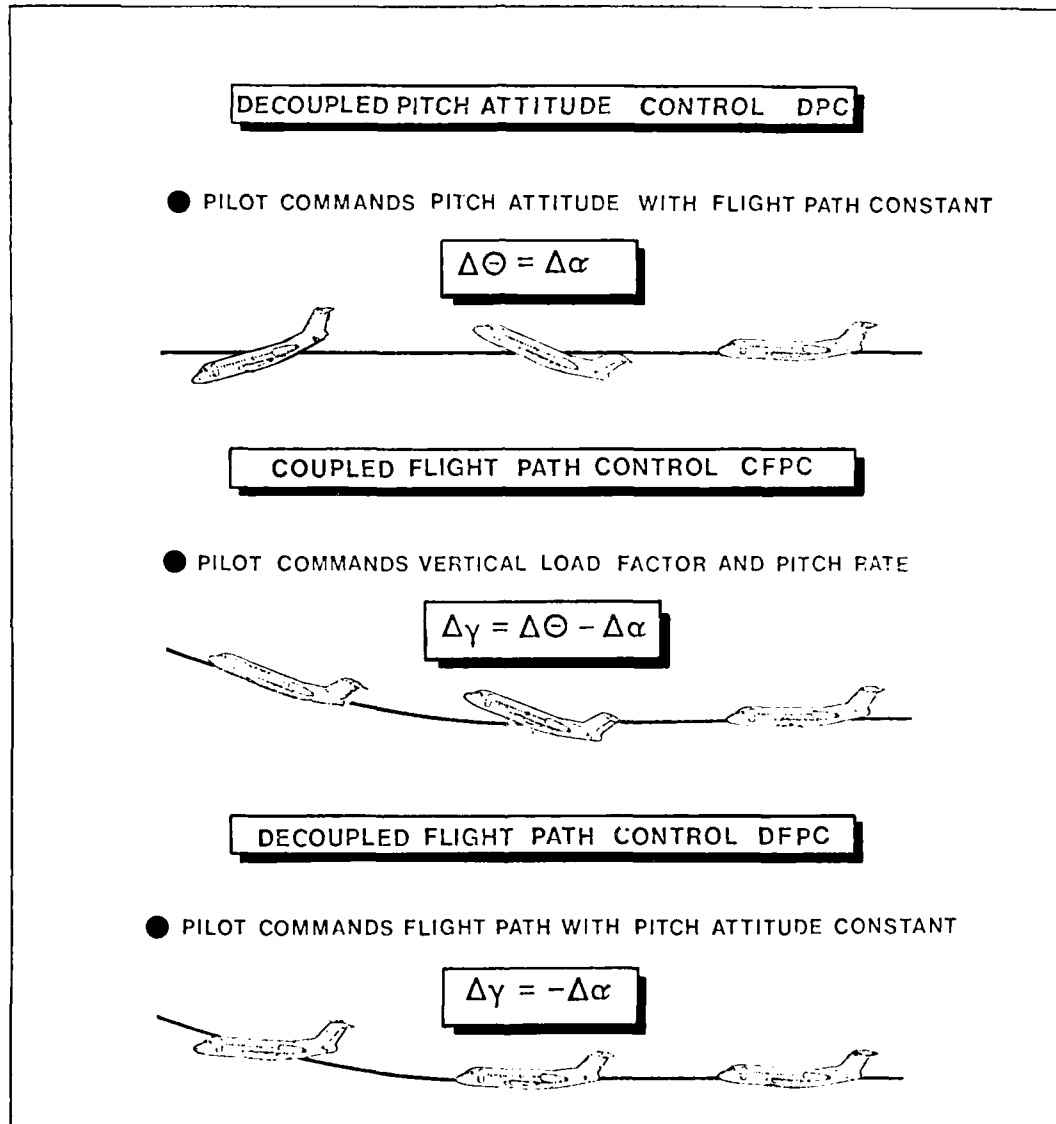 DECOUPLED PITCH ATTITUDE CONTROL DPC
● PILOT COMMANDS PITCH ATTITUDE WITH FLIGHT PATH CONSTANT
ΔΘ = Δα
COUPLED FLIGHT PATH CONTROL CFPC
● PILOT COMMANDS VERTICAL LOAD FACTOR AND PITCH RATE
Δγ = ΔΘ − Δα
DECOUPLED FLIGHT PATH CONTROL DFPC
● PILOT COMMANDS FLIGHT PATH WITH PITCH ATTITUDE CONSTANT
Δγ = −Δα